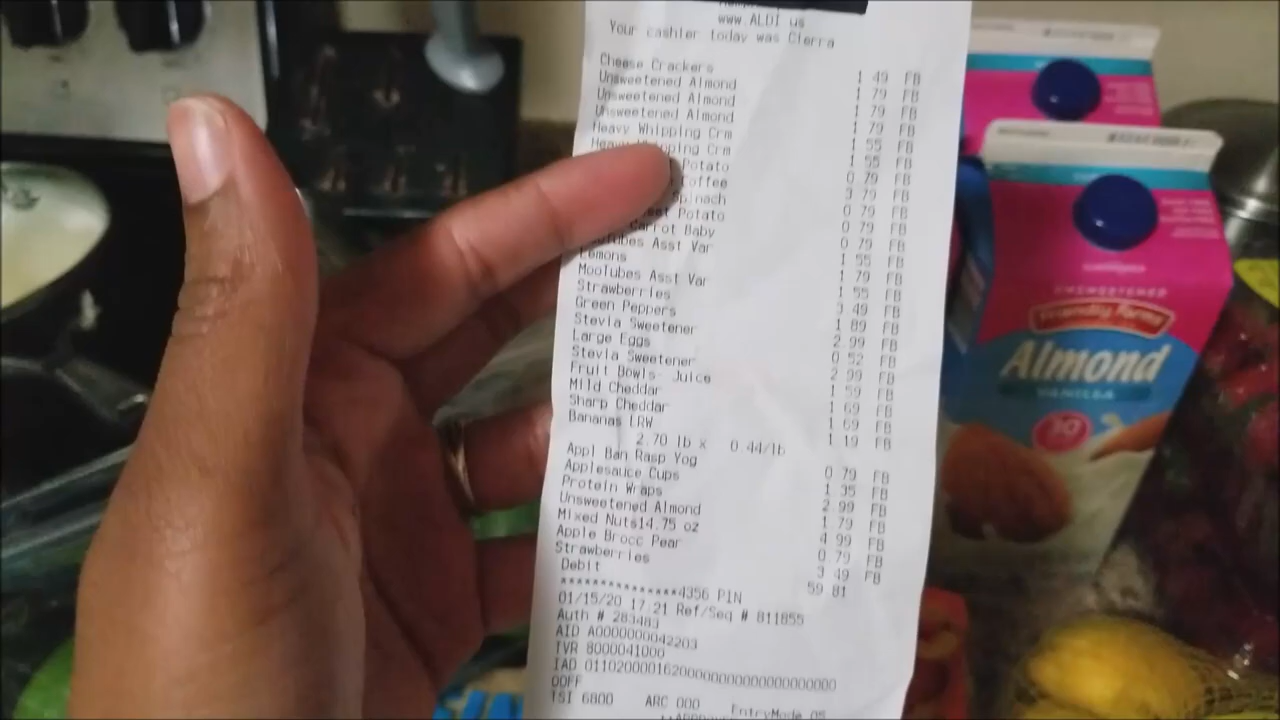 www.ALDI.us
Your cashier today was Cierra
Cheese Crackers 1 49 FB
Unsweetened Almond 1 79 FB
Unsweetened Almond 1 79 FB
Unsweetened Almond 1 79 FB
Heavy Whipping Crm 1 55 FB
Heavy Whipping Crm 1 55 FB
Potato 0 79 FB
Coffee 3 79 FB
Spinach 0 79 FB
Sweet Potato 0 79 FB
Carrot Baby 0 79 FB
Tubes Asst Var 1 55 FB
Lemons 1 79 FB
MooTubes Asst Var 1 55 FB
Strawberries 3 49 FB
Green Peppers 1 89 FB
Stevia Sweetener 2.99 FB
Large Eggs 0 52 FB
Stevia Sweetener 2 99 FB
Fruit Bowls- Juice 1 59 FB
Mild Cheddar 1 69 FB
Sharp Cheddar 1 69 FB
Bananas LRW 1 19 FB
2.70 lb x 0 44/lb
Appl Ban Rasp Yog 0 79 FB
Applesauce Cups 1 35 FB
Protein Wraps 2 99 FB
Unsweetened Almond 1 79 FB
Mixed Nuts14.75 oz 4 99 FB
Apple Brocc Pear 0.79 FB
Strawberries 3 49 FB
Debit 59 81
************4356 PIN
01/15/20 17:21 Ref/Seq # 811855
Auth # 283483
AID A0000000042203
TVR 8000041000
00FF
TSI 6800 ARC 000 EntryMode 05
UNSWEETENED
Friendly Farms
Almond
VANILLA
30